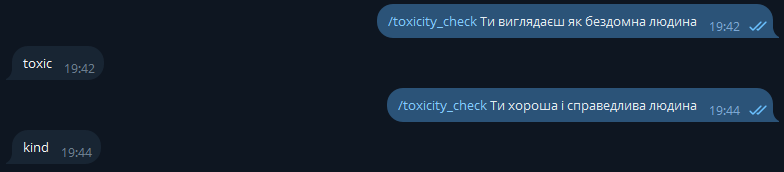 /toxicity_check Ти виглядаєш як бездомна людина 19:42
toxic 19:42
/toxicity_check Ти хороша і справедлива людина 19:44
kind 19:44